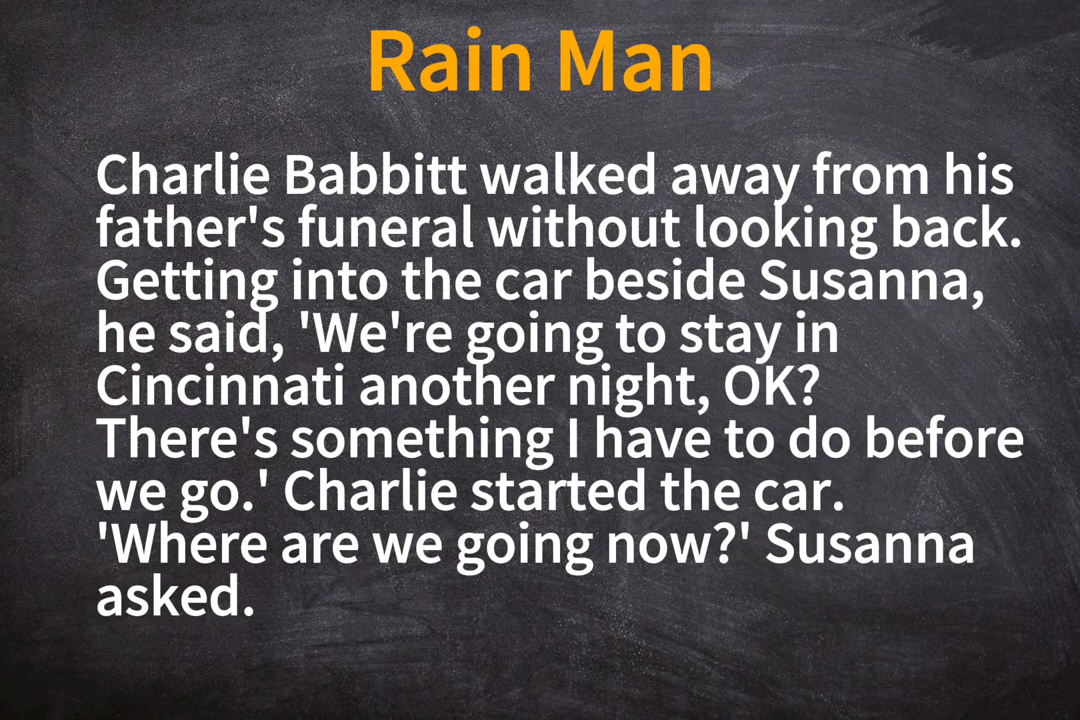 Rain Man
Charlie Babbitt walked away from his
father's funeral without looking back.
Getting into the car beside Susanna,
he said, 'We're going to stay in
Cincinnati another night, OK?
There's something I have to do before
we go.' Charlie started the car.
'Where are we going now?' Susanna
asked.